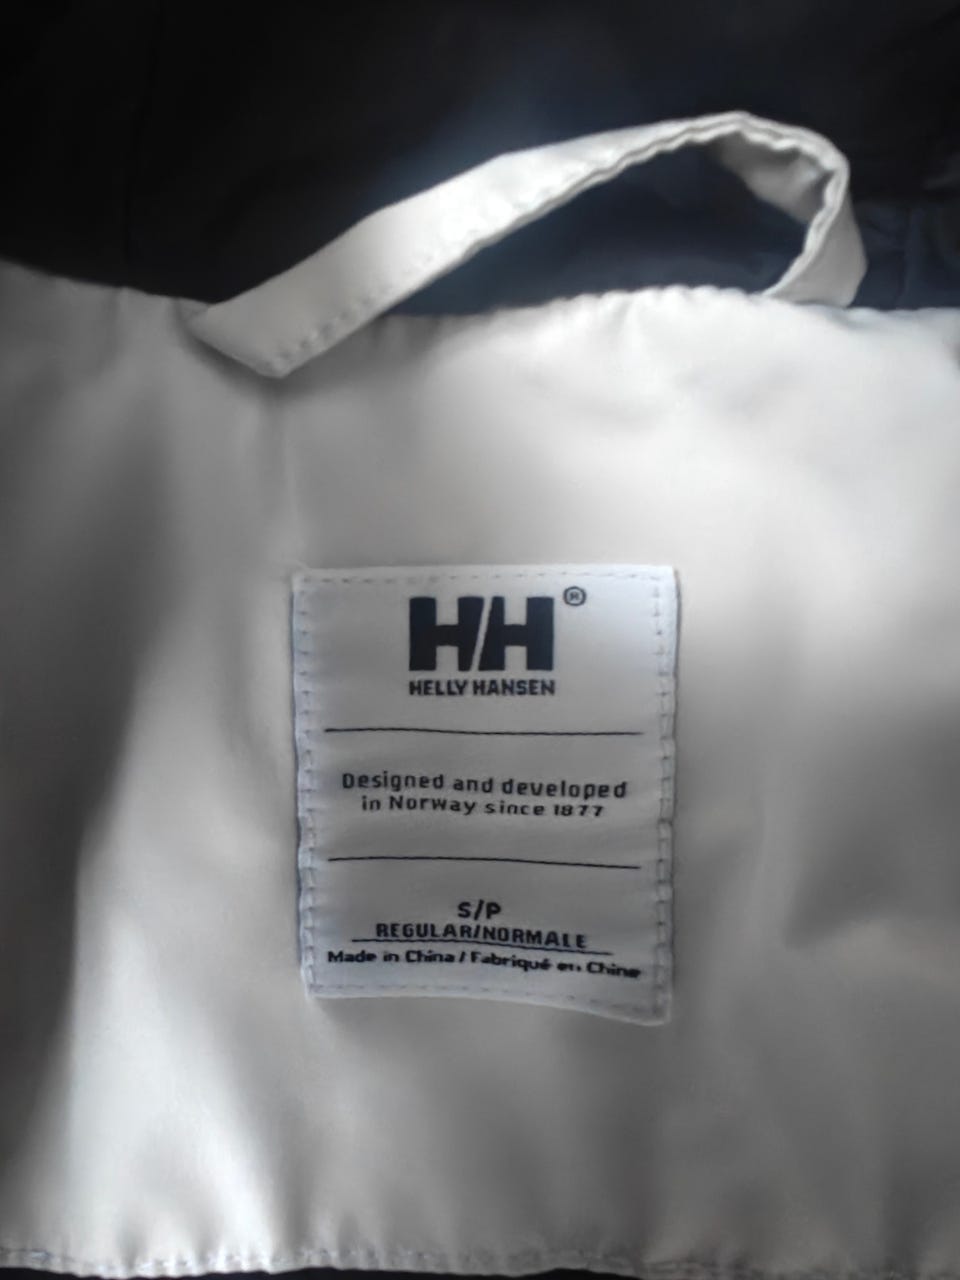 HH®
HELLY HANSEN
Designed and developed
in Norway since 1877
S/P
REGULAR/NORMALE
Made in China / Fabriqué en Chine